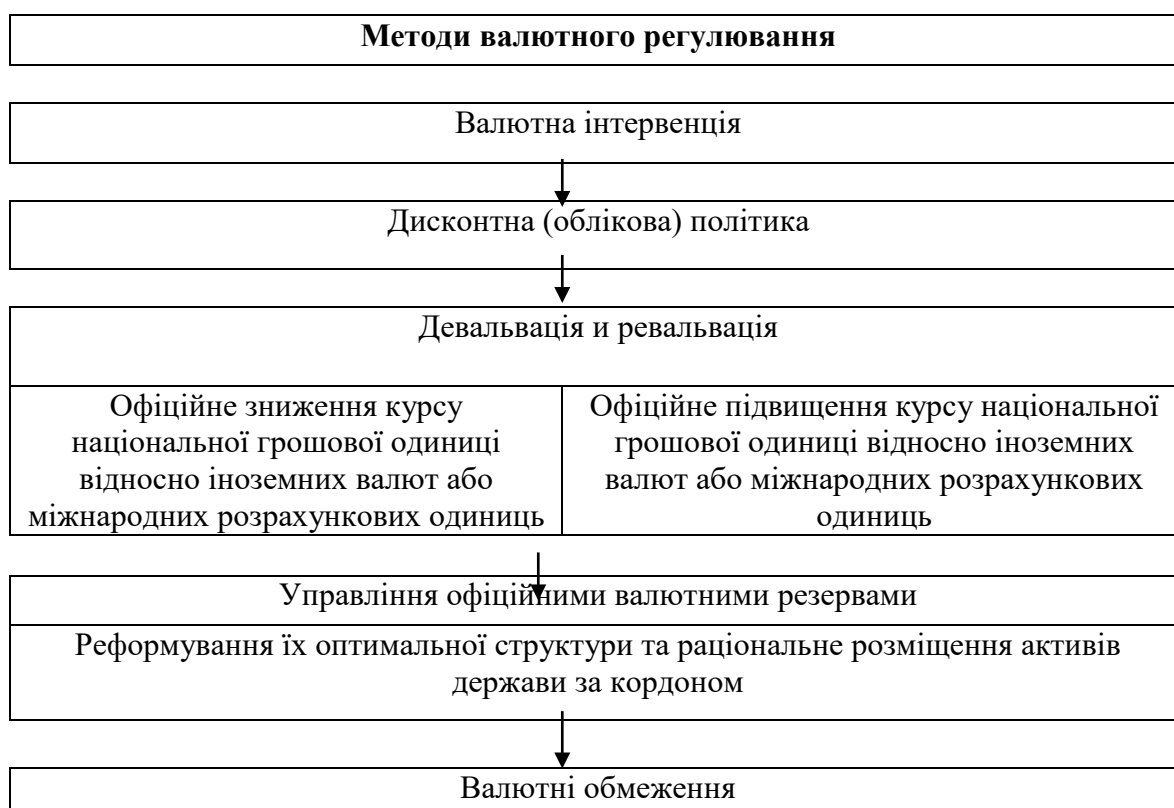 Методи валютного регулювання
Валютна інтервенція
Дисконтна (облікова) політика
Девальвація и ревальвація
Офіційне зниження курсу
національної грошової одиниці
відносно іноземних валют або
міжнародних розрахункових одиниць
Офіційне підвищення курсу національної
грошової одиниці відносно іноземних
валют або міжнародних розрахункових
одиниць
Управління офіційними валютними резервами
Реформування їх оптимальної структури та раціональне розміщення активів
держави за кордоном
Валютні обмеження